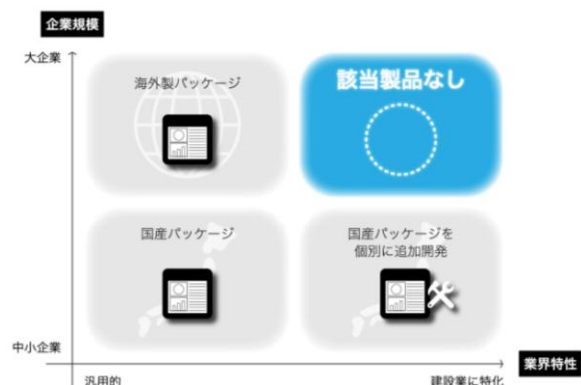 企業規模
大企業
海外製パッケージ
該当製品なし
国産パッケージ
国産パッケージを
個別に追加開発
中小企業
業界特性
汎用的
建設業に特化